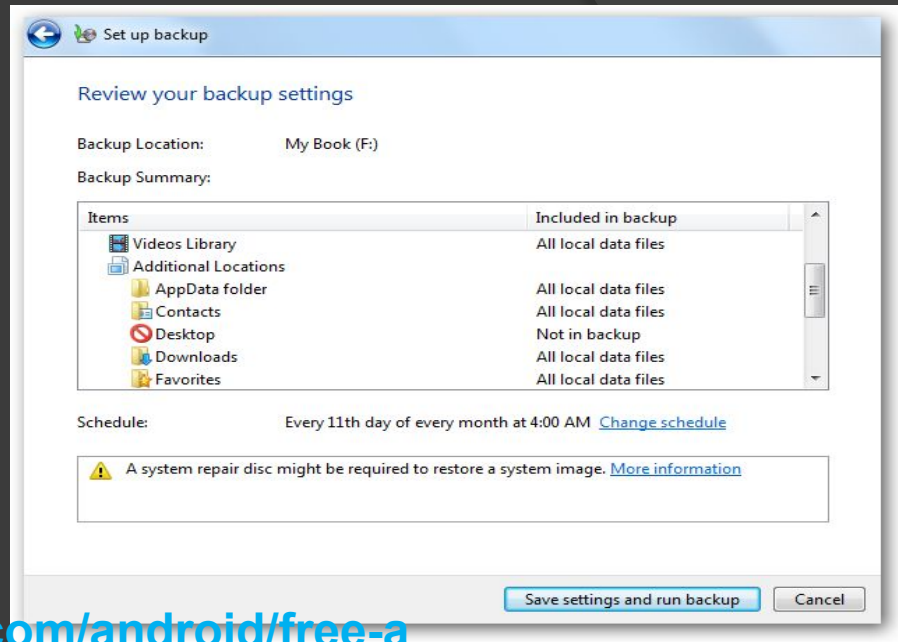 Set up backup
Review your backup settings
Backup Location: My Book (F:)
Backup Summary:
Items Included in backup
Videos Library All local data files
Additional Locations
AppData folder All local data files
Contacts All local data files
Desktop Not in backup
Downloads All local data files
Favorites All local data files
Schedule: Every 11th day of every month at 4:00 AM Change schedule
A system repair disc might be required to restore a system image. More information
Save settings and run backup Cancel
com/android/free-a